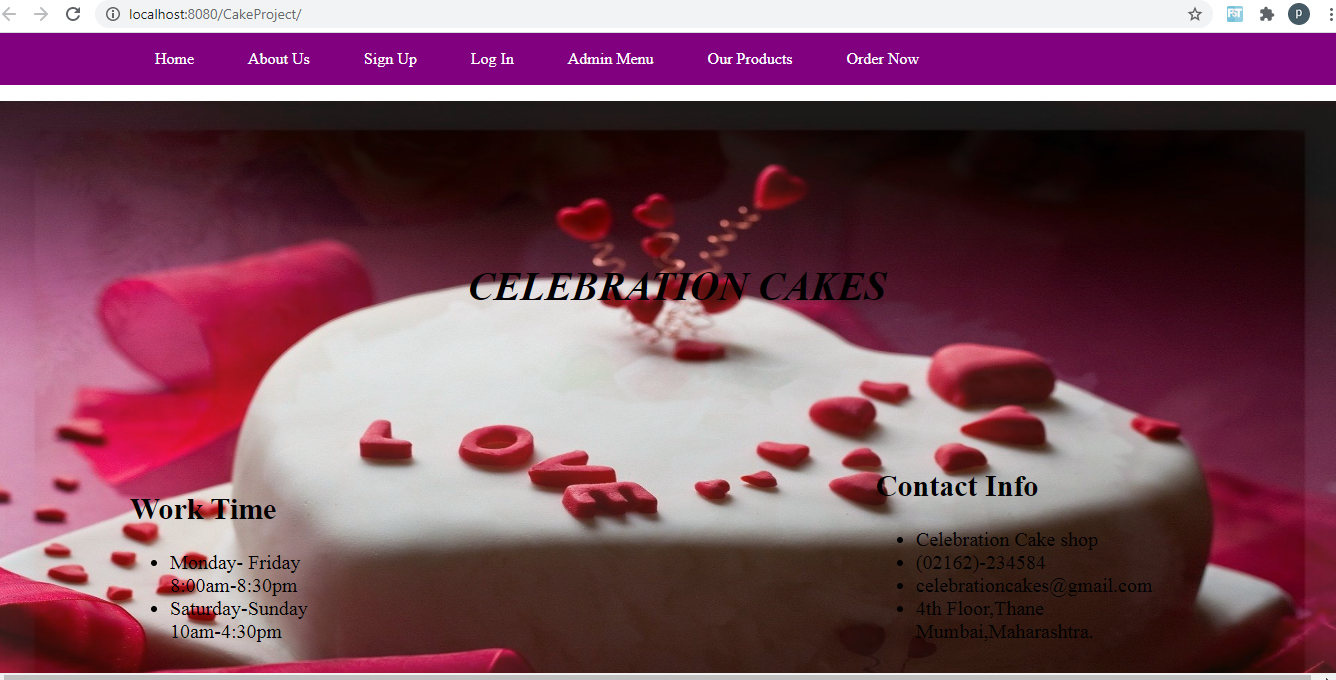 localhost:8080/CakeProject/
P
Home About Us Sign Up Log In Admin Menu Our Products Order Now
CELEBRATION CAKES
LOVE
Work Time
Monday- Friday
8:00am-8:30pm
Saturday-Sunday
10am-4:30pm
Contact Info
Celebration Cake shop
(02162)-234584
celebrationcakes@gmail.com
4th Floor,Thane
Mumbai,Maharashtra.